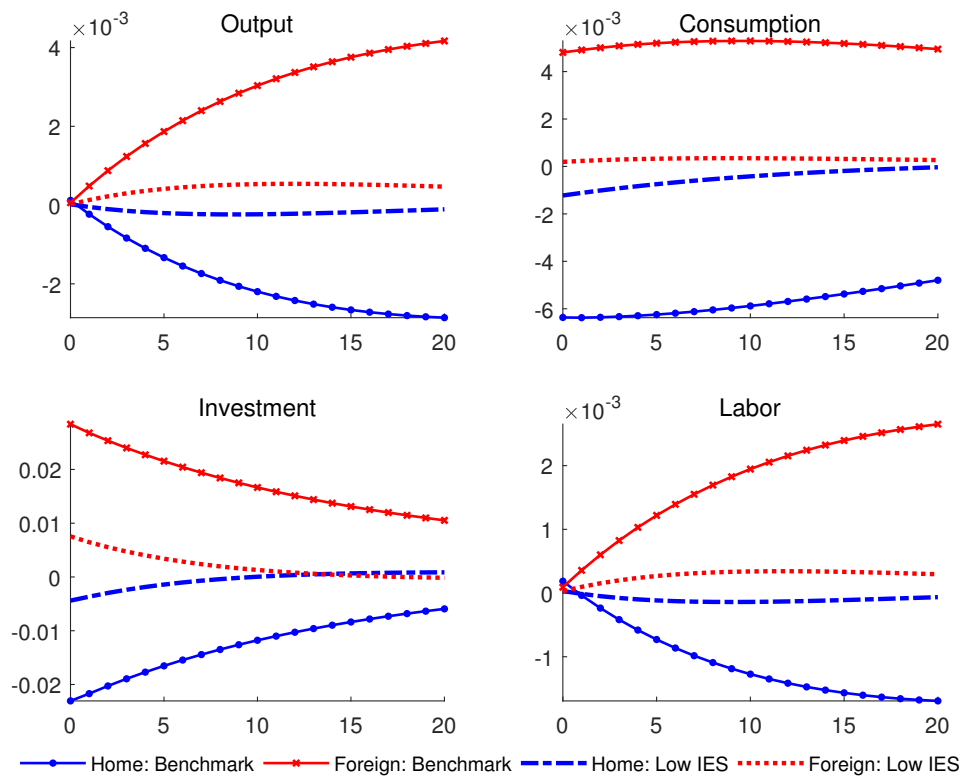 Output
×10⁻³
4
2
0
-2
0 5 10 15 20
Consumption
×10⁻³
4
2
0
-2
-4
-6
0 5 10 15 20
Investment
0.02
0.01
0
-0.01
-0.02
0 5 10 15 20
Labor
×10⁻³
2
1
0
-1
0 5 10 15 20
Home: Benchmark Foreign: Benchmark Home: Low IES Foreign: Low IES